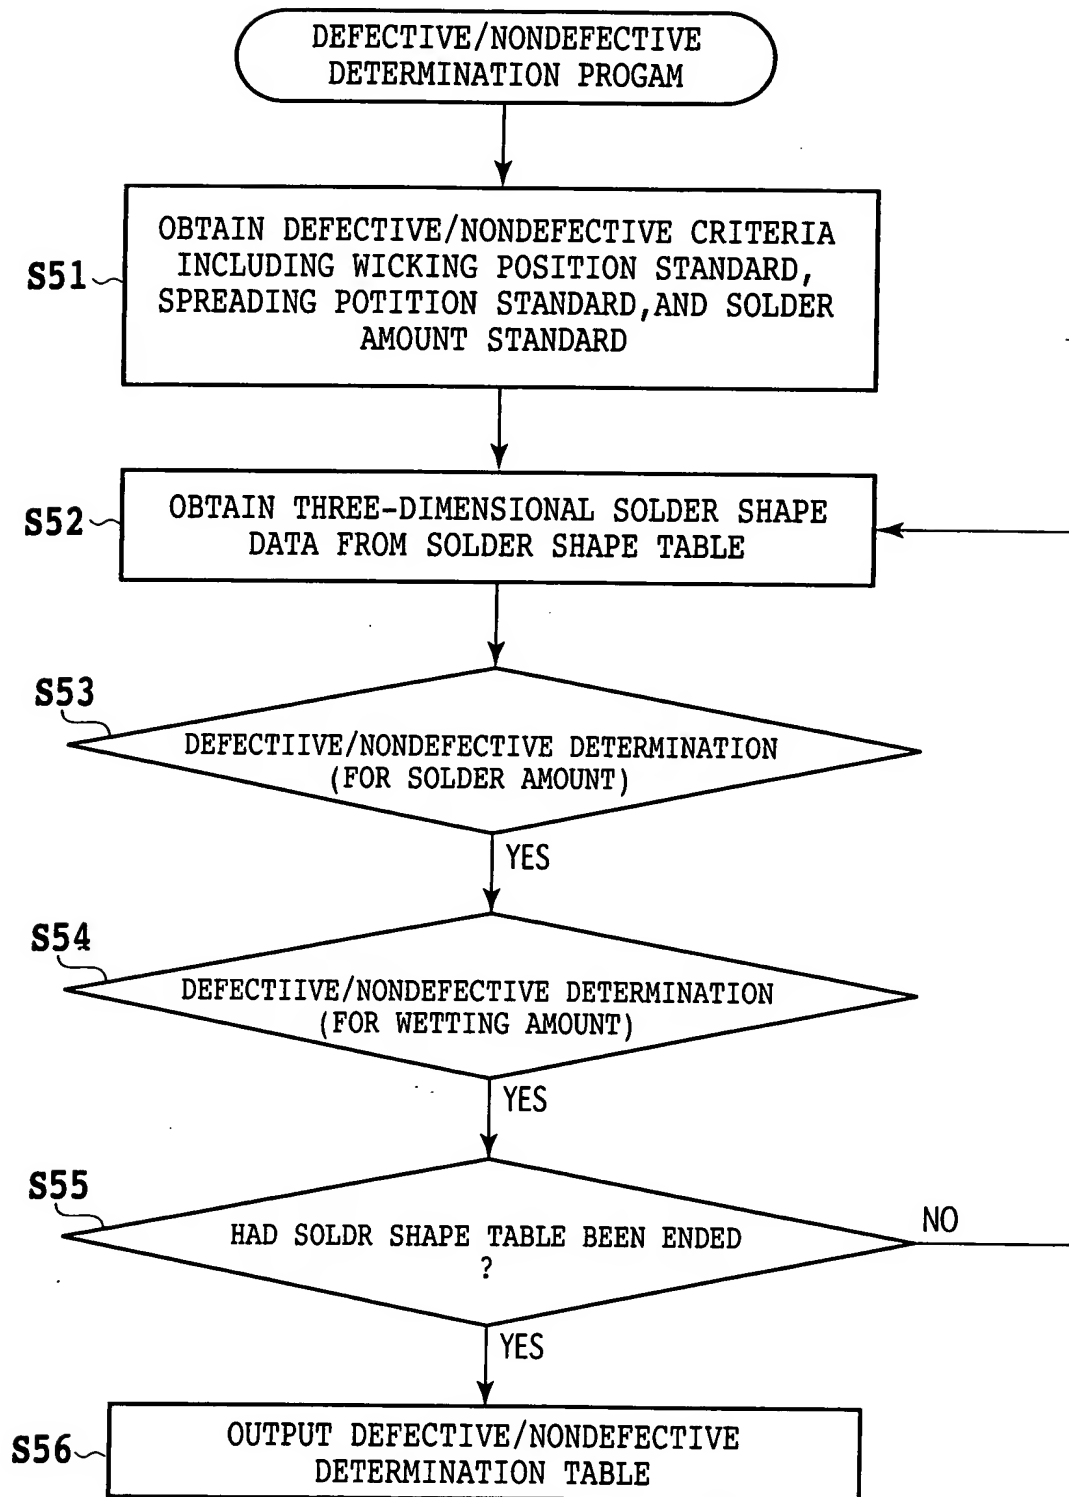 DEFECTIVE/NONDEFECTIVE
DETERMINATION PROGAM
S51
OBTAIN DEFECTIVE/NONDEFECTIVE CRITERIA
INCLUDING WICKING POSITION STANDARD,
SPREADING POTITION STANDARD,AND SOLDER
AMOUNT STANDARD
S52
OBTAIN THREE-DIMENSIONAL SOLDER SHAPE
DATA FROM SOLDER SHAPE TABLE
S53
DEFECTIIVE/NONDEFECTIVE DETERMINATION
(FOR SOLDER AMOUNT)
YES
S54
DEFECTIIVE/NONDEFECTIVE DETERMINATION
(FOR WETTING AMOUNT)
YES
S55
HAD SOLDR SHAPE TABLE BEEN ENDED
?
NO
YES
S56
OUTPUT DEFECTIVE/NONDEFECTIVE
DETERMINATION TABLE